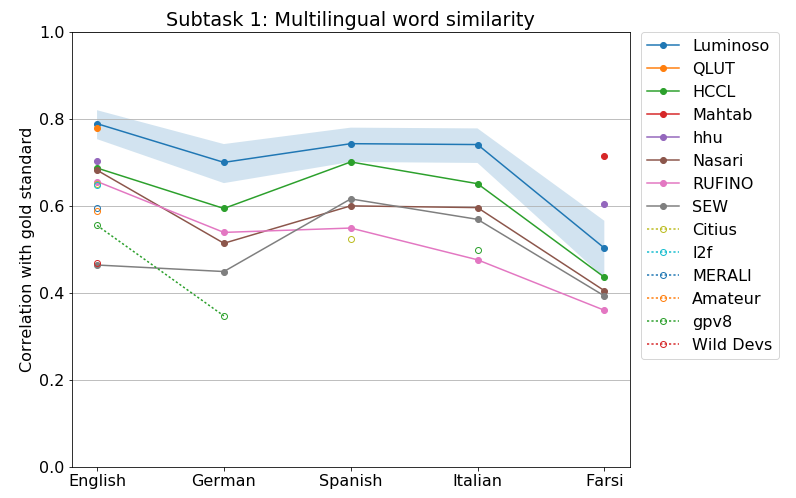 Subtask 1: Multilingual word similarity
Correlation with gold standard
1.0
0.8
0.6
0.4
0.2
0.0
English
German
Spanish
Italian
Farsi
Luminoso
QLUT
HCCL
Mahtab
hhu
Nasari
RUFINO
SEW
Citius
l2f
MERALI
Amateur
gpv8
Wild Devs